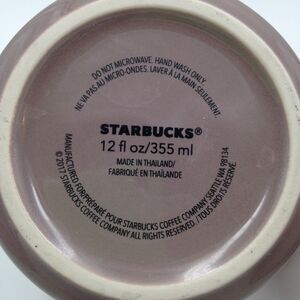 DO NOT MICROWAVE. HAND WASH ONLY.
NE VA PAS AU MICRO-ONDES. LAVER À LA MAIN SEULEMENT.
STARBUCKS®
12 fl oz/355 ml
MADE IN THAILAND/
FABRIQUÉ EN THAÏLANDE
MANUFACTURED FOR/PRÉPARÉ POUR STARBUCKS COFFEE COMPANY SEATTLE WA 98134
© 2017 STARBUCKS COFFEE COMPANY ALL RIGHTS RESERVED / TOUS DROITS RÉSERVÉS